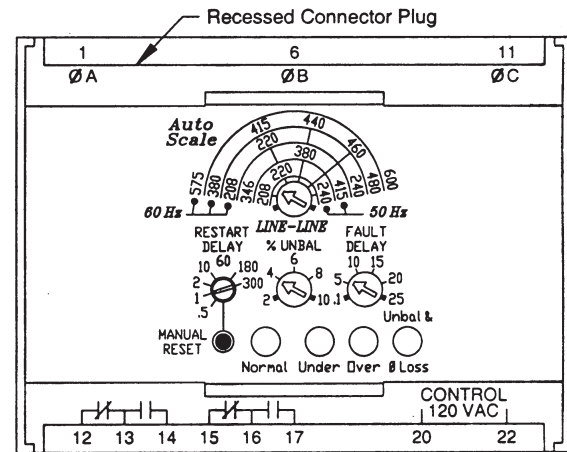 Recessed Connector Plug
1 6 11
ØA ØB ØC
Auto
Scale
575 415 440 600
380 220 460 480
208 380 240
346 220 415
208 240
60 Hz LINE-LINE 50 Hz
RESTART
DELAY
% UNBAL
FAULT
DELAY
.5 1 2 10 60 180 300
2 4 6 8 10
.1 5 10 15 20 25
MANUAL
RESET
Normal Under Over Unbal &
Ø Loss
CONTROL
120 VAC
12 13 14 15 16 17 20 22